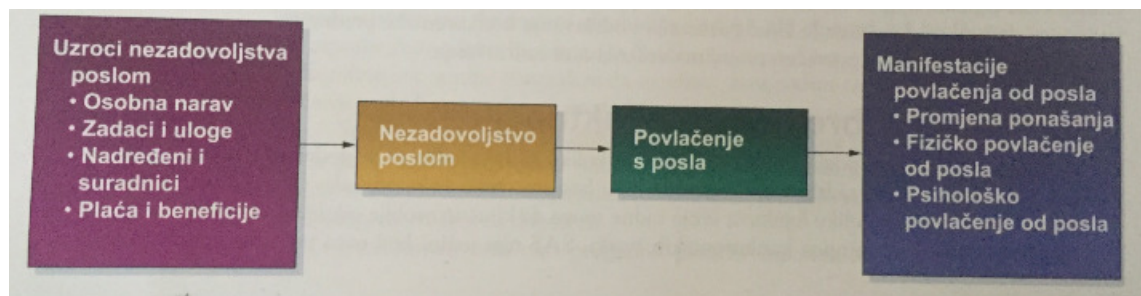 Uzroci nezadovoljstva
poslom
• Osobna narav
• Zadaci i uloge
• Nadređeni i
suradnici
• Plaća i beneficije
Nezadovoljstvo
poslom
Povlačenje
s posla
Manifestacije
povlačenja od posla
• Promjena ponašanja
• Fizičko povlačenje
od posla
• Psihološko
povlačenje od posla